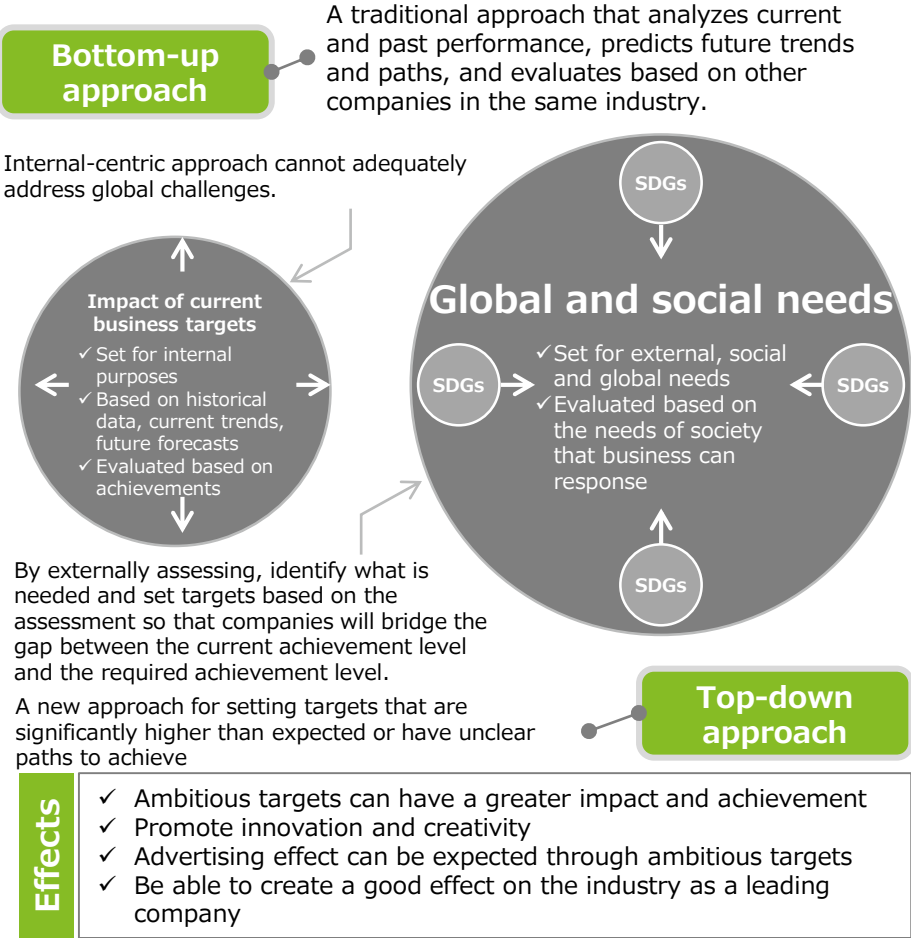 Bottom-up
approach
A traditional approach that analyzes current
and past performance, predicts future trends
and paths, and evaluates based on other
companies in the same industry.
Internal-centric approach cannot adequately
address global challenges.
Impact of current
business targets
✓ Set for internal
purposes
✓ Based on historical
data, current trends,
future forecasts
✓ Evaluated based on
achievements
SDGs
Global and social needs
SDGs
✓ Set for external, social
and global needs
✓ Evaluated based on
the needs of society
that business can
response
SDGs
SDGs
By externally assessing, identify what is
needed and set targets based on the
assessment so that companies will bridge the
gap between the current achievement level
and the required achievement level.
A new approach for setting targets that are
significantly higher than expected or have unclear
paths to achieve
Top-down
approach
Effects
✓ Ambitious targets can have a greater impact and achievement
✓ Promote innovation and creativity
✓ Advertising effect can be expected through ambitious targets
✓ Be able to create a good effect on the industry as a leading
company